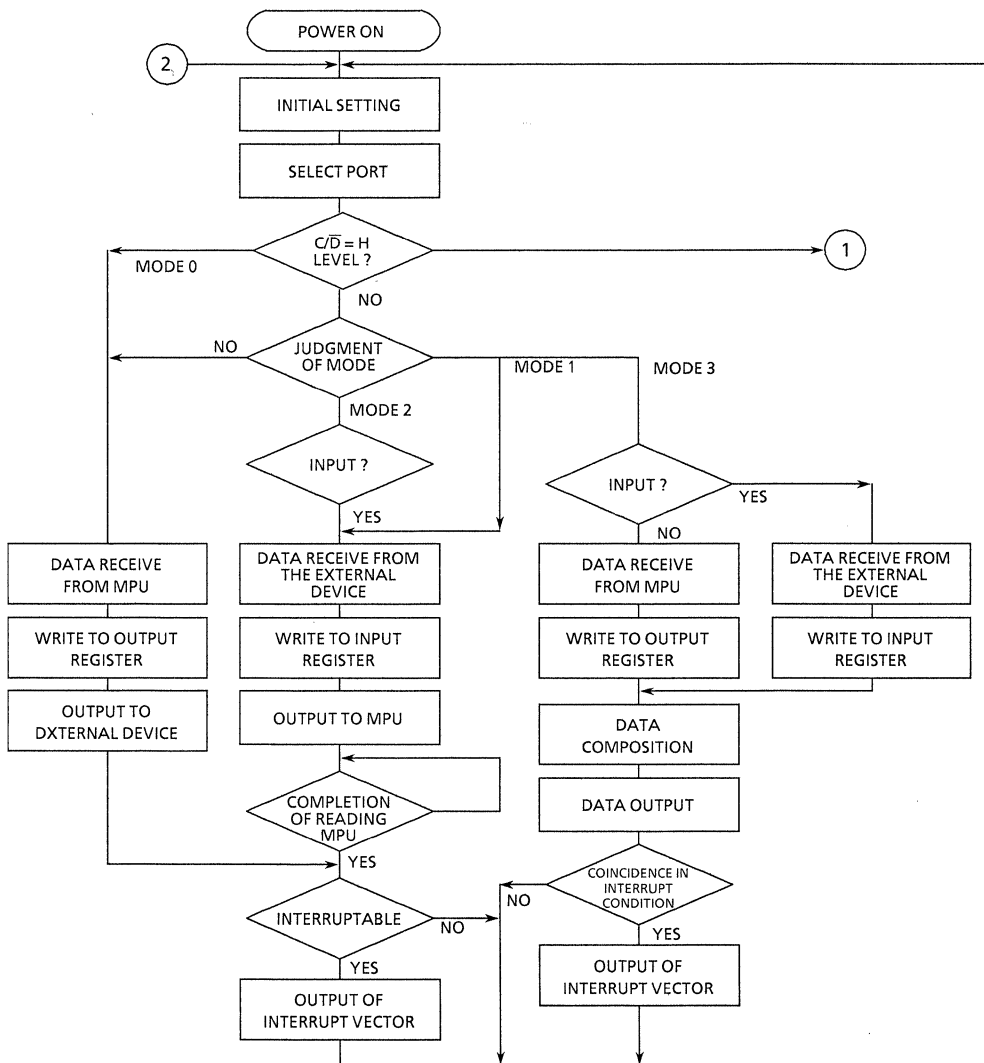 POWER ON
2
INITIAL SETTING
SELECT PORT
C/D̅ = H
LEVEL ?
MODE 0
1
NO
JUDGMENT
OF MODE
NO
MODE 1
MODE 3
MODE 2
INPUT ?
YES
INPUT ?
YES
NO
DATA RECEIVE
FROM MPU
WRITE TO OUTPUT
REGISTER
OUTPUT TO
DXTERNAL DEVICE
DATA RECEIVE FROM
THE EXTERNAL
DEVICE
WRITE TO INPUT
REGISTER
OUTPUT TO MPU
COMPLETION
OF READING
MPU
YES
INTERRUPTABLE
NO
YES
OUTPUT OF
INTERRUPT VECTOR
DATA RECEIVE
FROM MPU
WRITE TO OUTPUT
REGISTER
DATA RECEIVE FROM
THE EXTERNAL
DEVICE
WRITE TO INPUT
REGISTER
DATA
COMPOSITION
DATA OUTPUT
COINCIDENCE IN
INTERRUPT
CONDITION
NO
YES
OUTPUT OF
INTERRUPT VECTOR